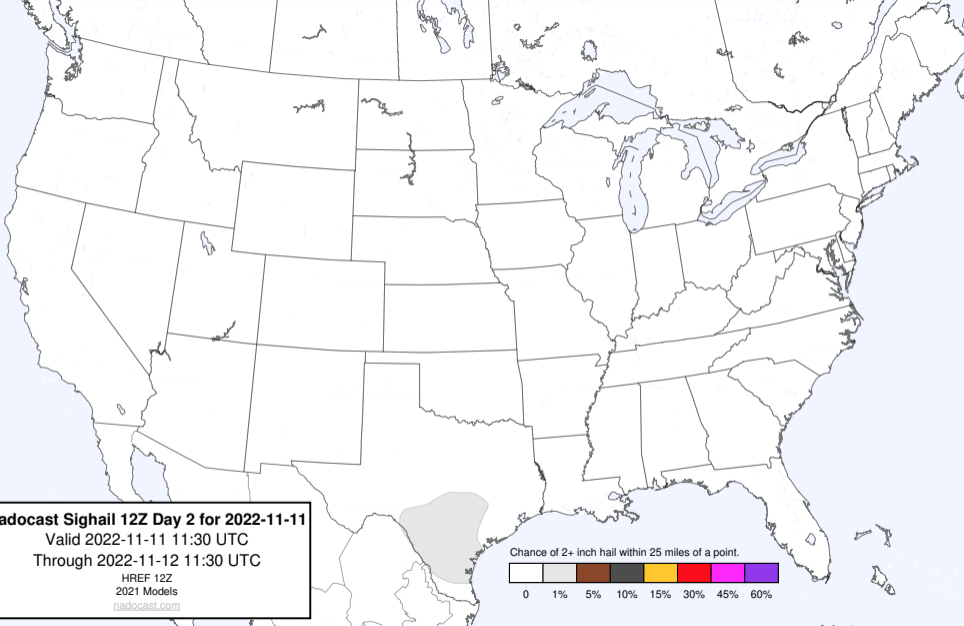 adocast Sighail 12Z Day 2 for 2022-11-11
Valid 2022-11-11 11:30 UTC
Through 2022-11-12 11:30 UTC
HREF 12Z
2021 Models
nadocast.com
Chance of 2+ inch hail within 25 miles of a point.
0 1% 5% 10% 15% 30% 45% 60%